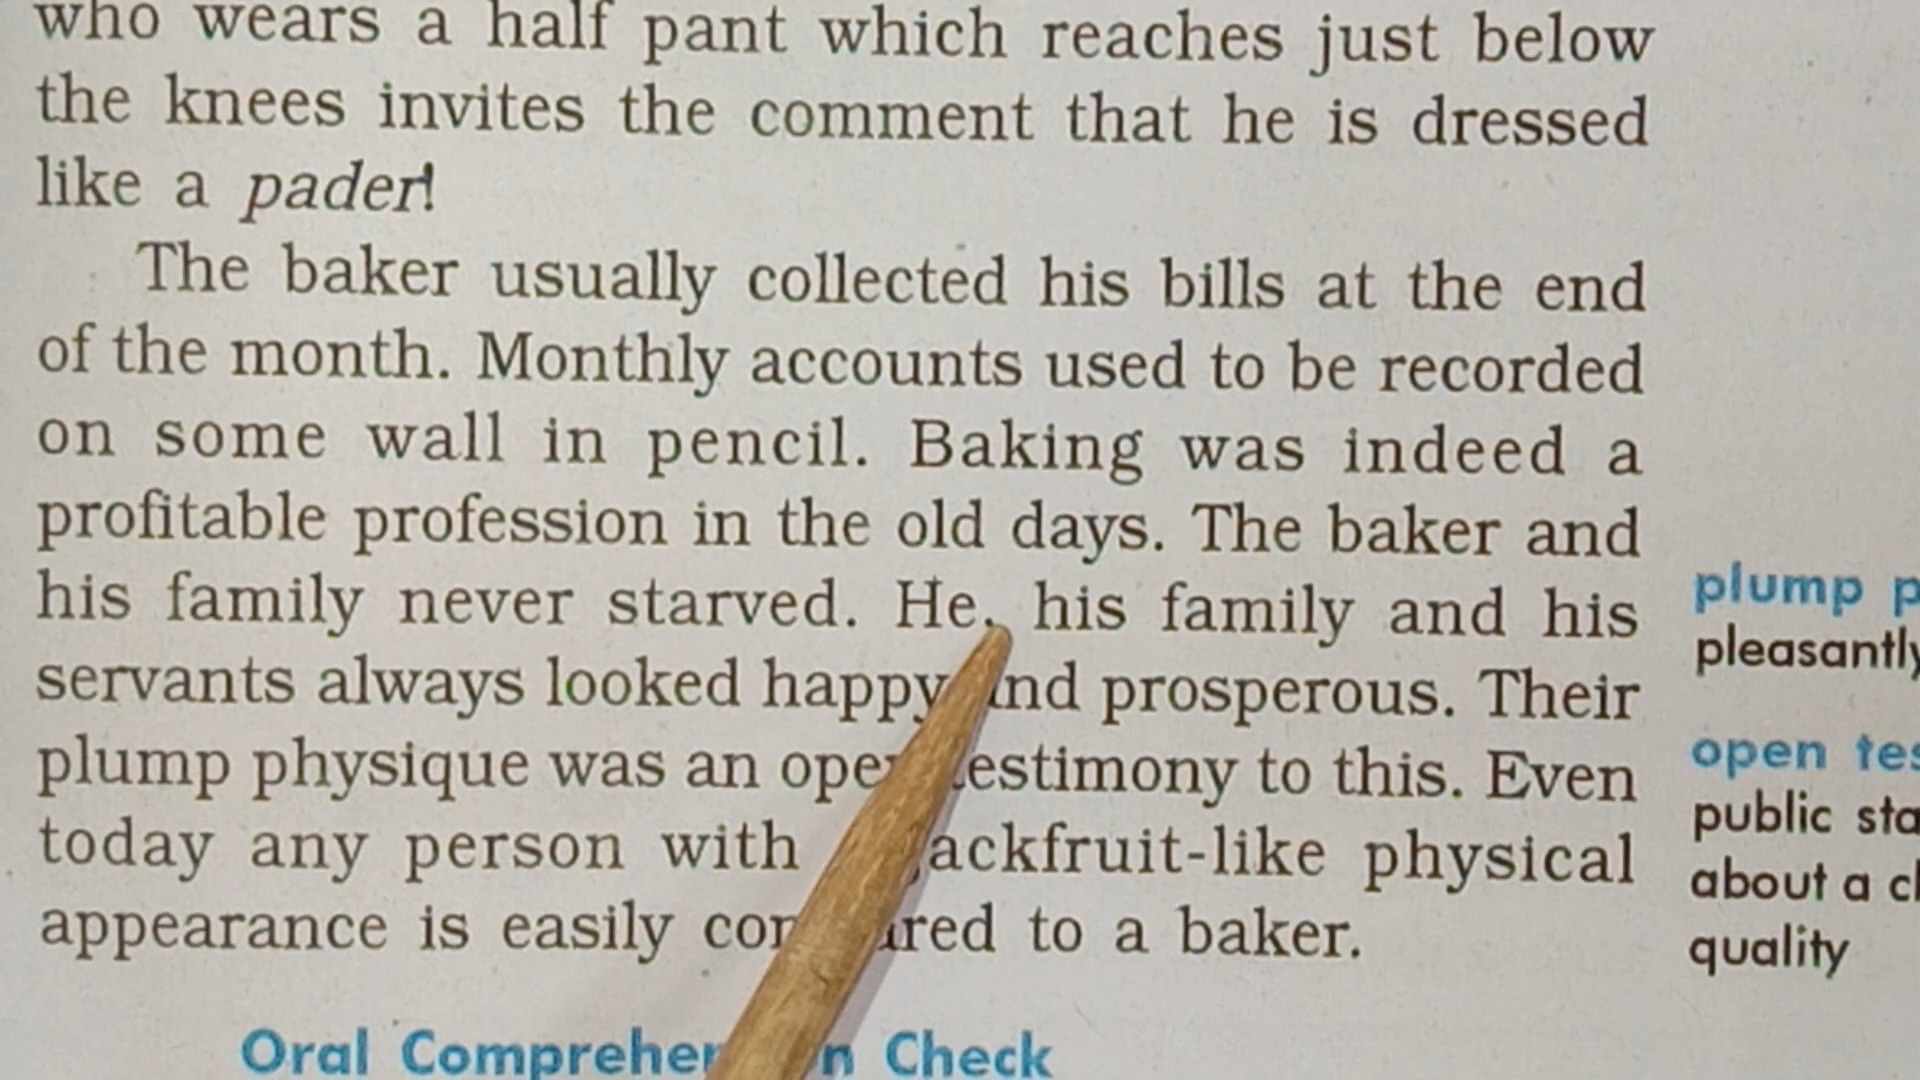 who wears a half pant which reaches just below
the knees invites the comment that he is dressed
like a pader!
The baker usually collected his bills at the end
of the month. Monthly accounts used to be recorded
on some wall in pencil. Baking was indeed a
profitable profession in the old days. The baker and
his family never starved. He, his family and his
servants always looked happy and prosperous. Their
plump physique was an open testimony to this. Even
today any person with jackfruit-like physical
appearance is easily compared to a baker.
Oral Comprehension Check
plump p
pleasantly
open tes
public sta
about a cl
quality